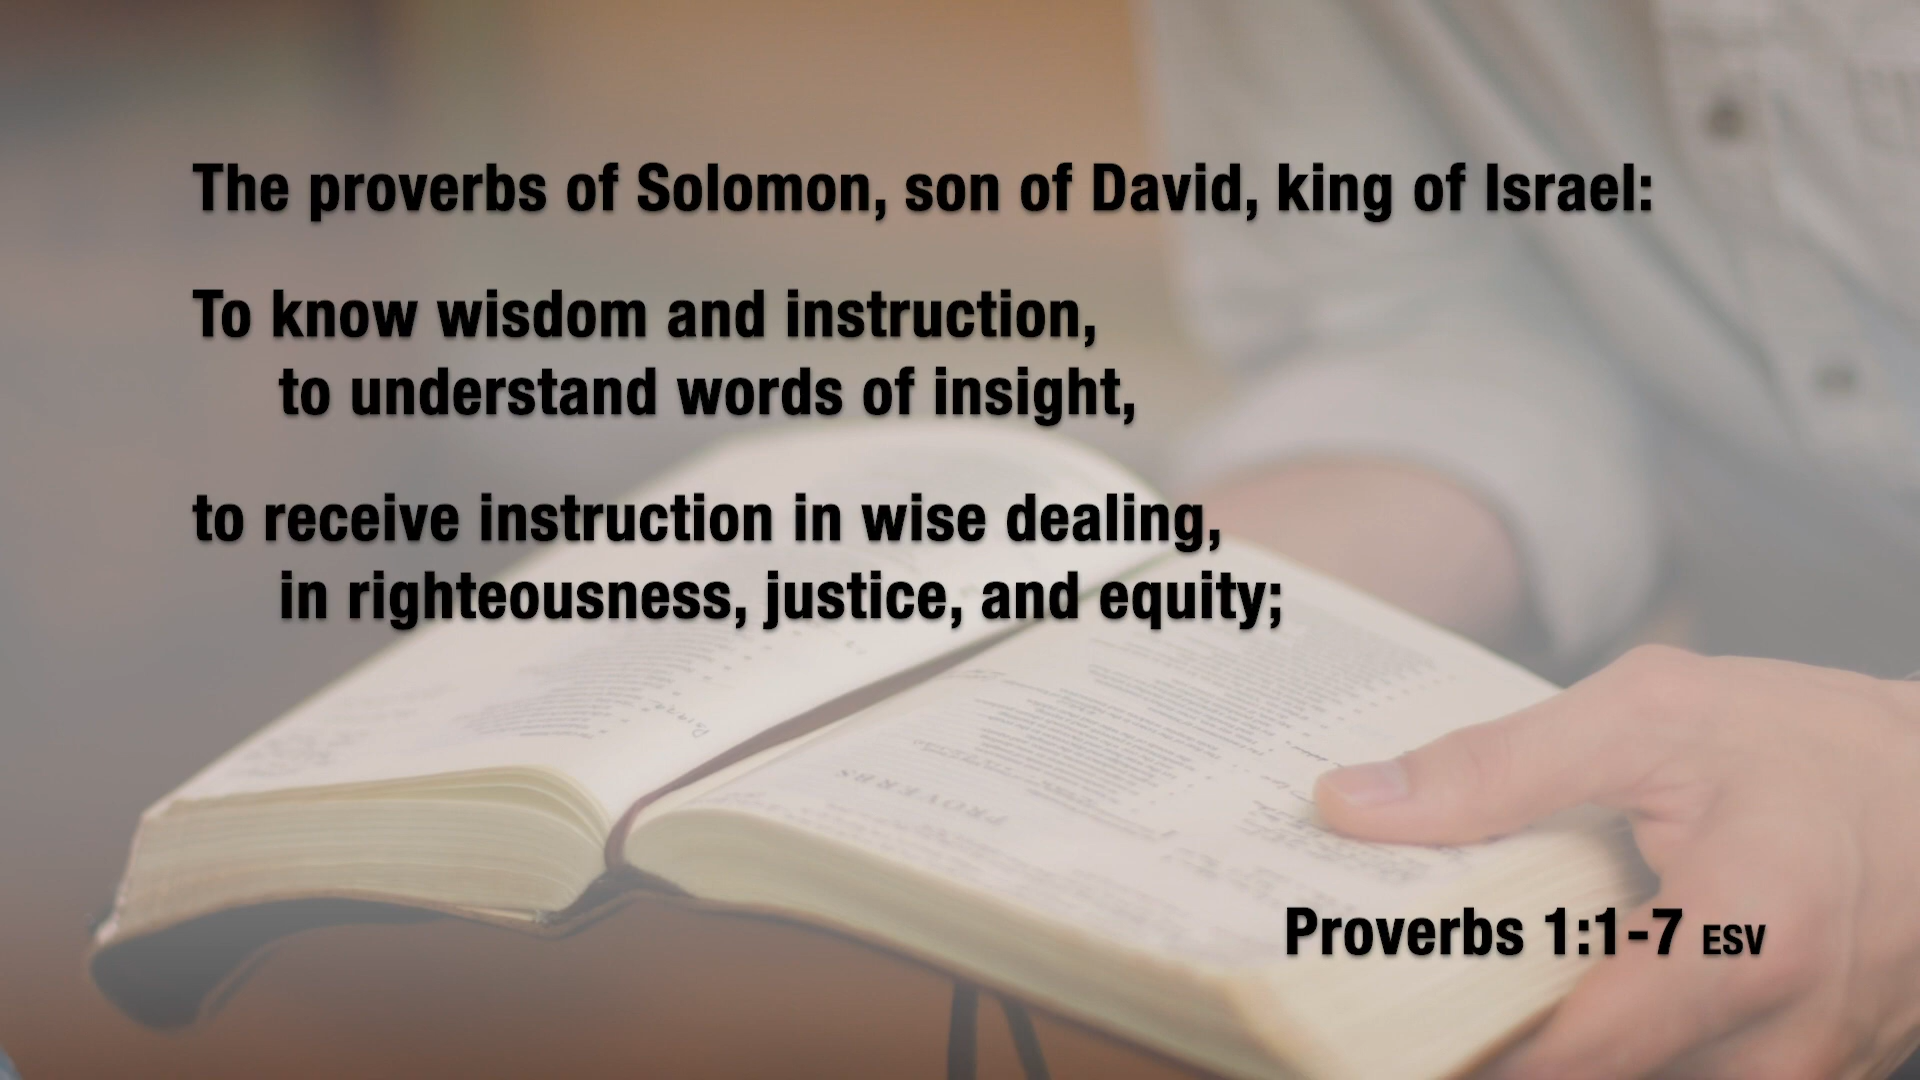 The proverbs of Solomon, son of David, king of Israel:
To know wisdom and instruction,
to understand words of insight,
to receive instruction in wise dealing,
in righteousness, justice, and equity;
PROVERBS
Proverbs 1:1-7 ESV